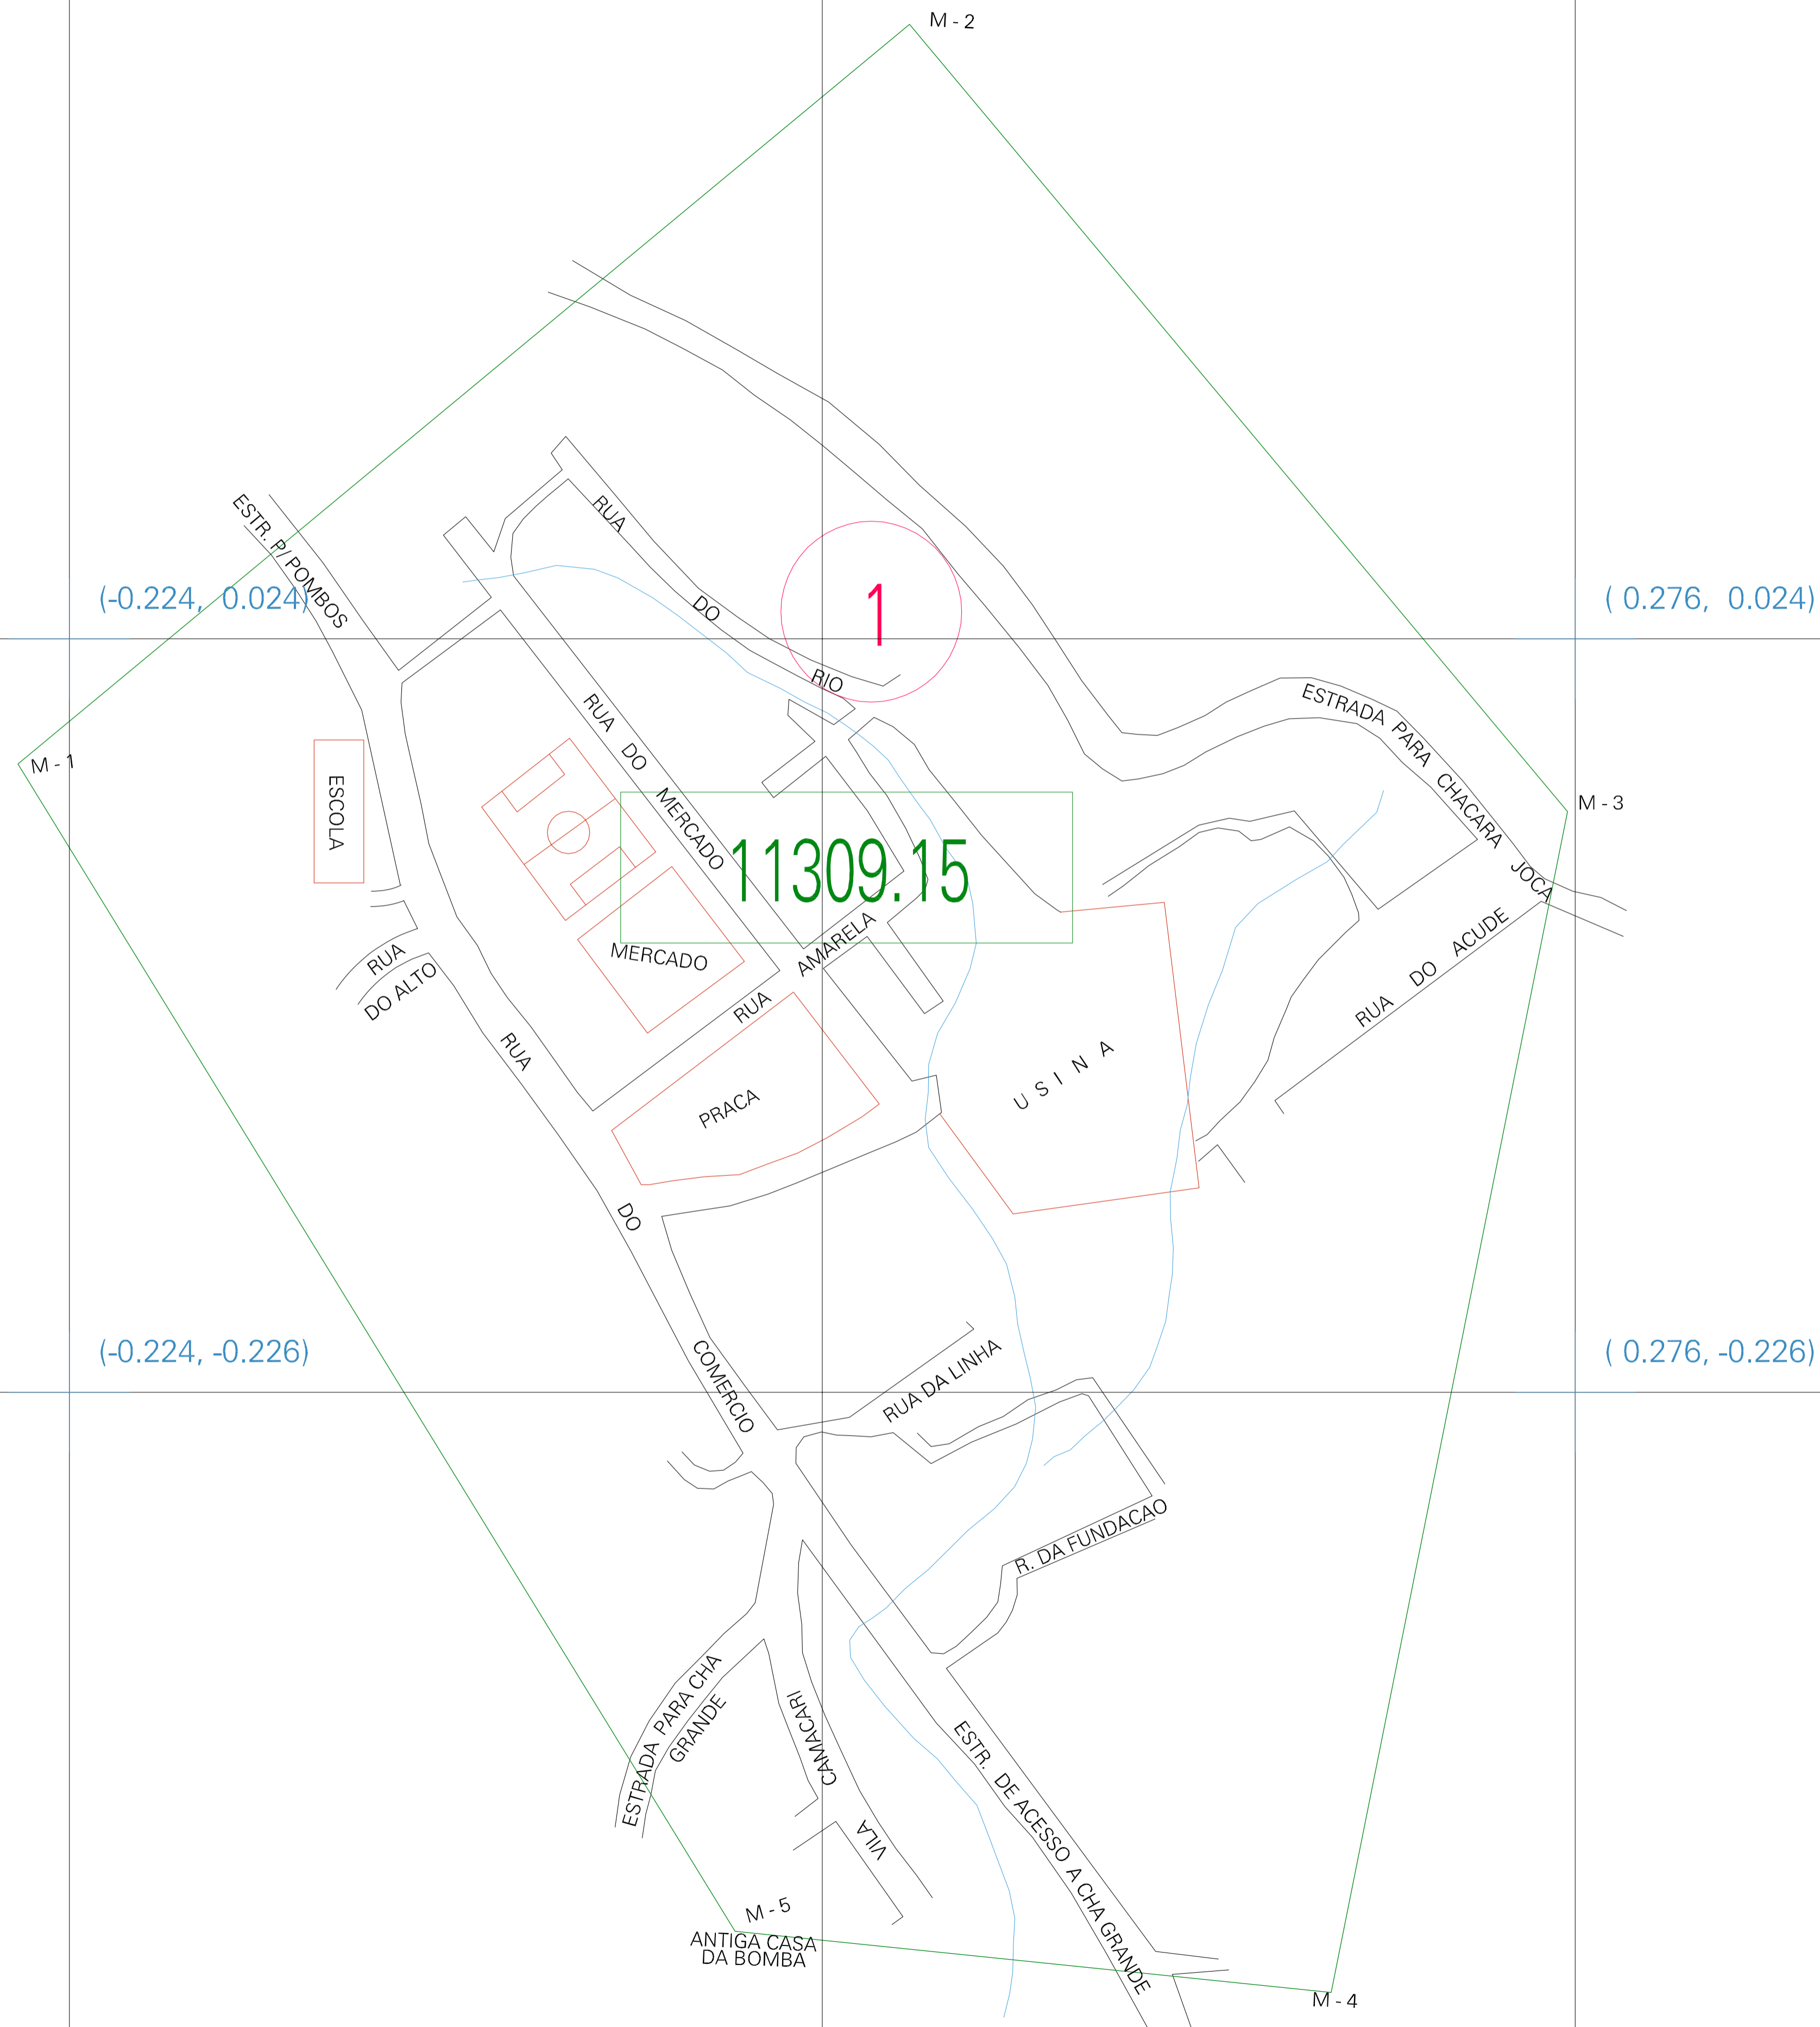 M - 2
ESTR. P/ POMBOS
RUA
DO
RIO
1
(-0.224, 0.024)
( 0.276, 0.024)
ESTRADA PARA CHACARA JOCA
M - 1
M - 3
ESCOLA
RUA DO MERCADO
11309.15
MERCADO
RUA AMARELA
RUA
DO ALTO
RUA DO ACUDE
RUA
DO
COMERCIO
PRACA
USINA
(-0.224, -0.226)
( 0.276, -0.226)
RUA DA LINHA
R. DA FUNDACAO
ESTRADA PARA CHA
GRANDE
VILA CAMACARI
ESTR. DE ACESSO A CHA GRANDE
M - 5
ANTIGA CASA
DA BOMBA
M - 4